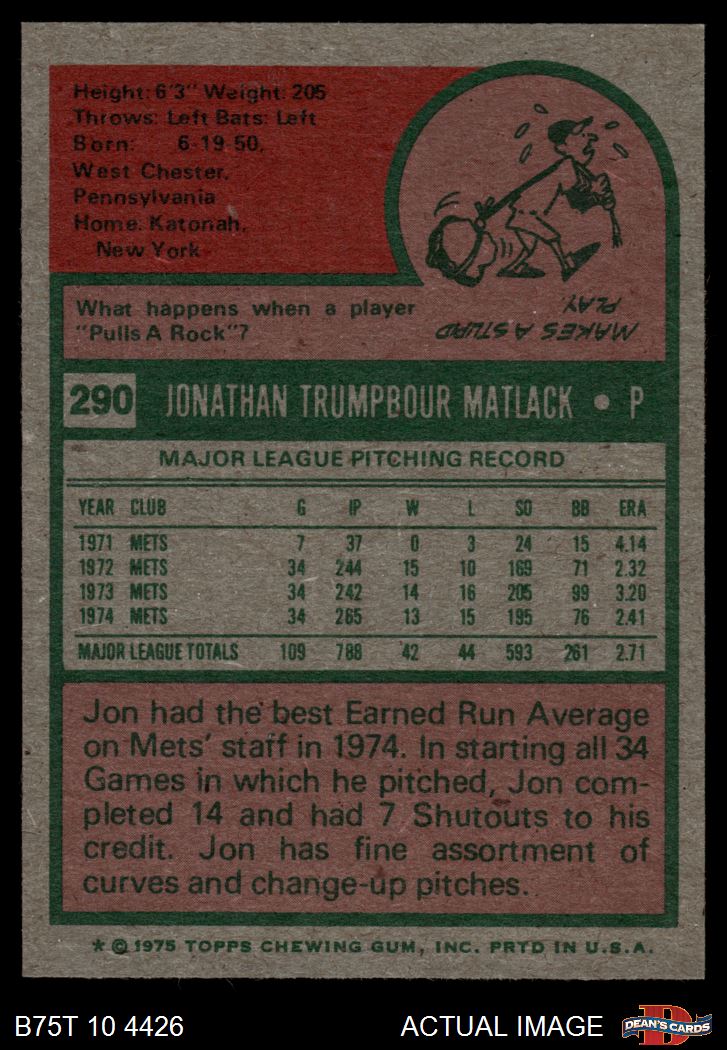 Height: 6'3" Weight: 205
Throws: Left Bats: Left
Born: 6-19-50,
West Chester,
Pennsylvania
Home: Katonah,
New York
What happens when a player
"Pulls A Rock"?
MAKES A STUPID
PLAY.
290 JONATHAN TRUMPBOUR MATLACK • P
MAJOR LEAGUE PITCHING RECORD
YEAR CLUB G IP W L SO BB ERA
1971 METS 7 37 0 3 24 15 4.14
1972 METS 34 244 15 10 169 71 2.32
1973 METS 34 242 14 16 205 99 3.20
1974 METS 34 265 13 15 195 76 2.41
MAJOR LEAGUE TOTALS 109 788 42 44 593 261 2.71
Jon had the best Earned Run Average
on Mets' staff in 1974. In starting all 34
Games in which he pitched, Jon com-
pleted 14 and had 7 Shutouts to his
credit. Jon has fine assortment of
curves and change-up pitches.
* © 1975 TOPPS CHEWING GUM, INC. PRTD IN U.S.A.
B75T 10 4426 ACTUAL IMAGE D DEAN'S CARDS